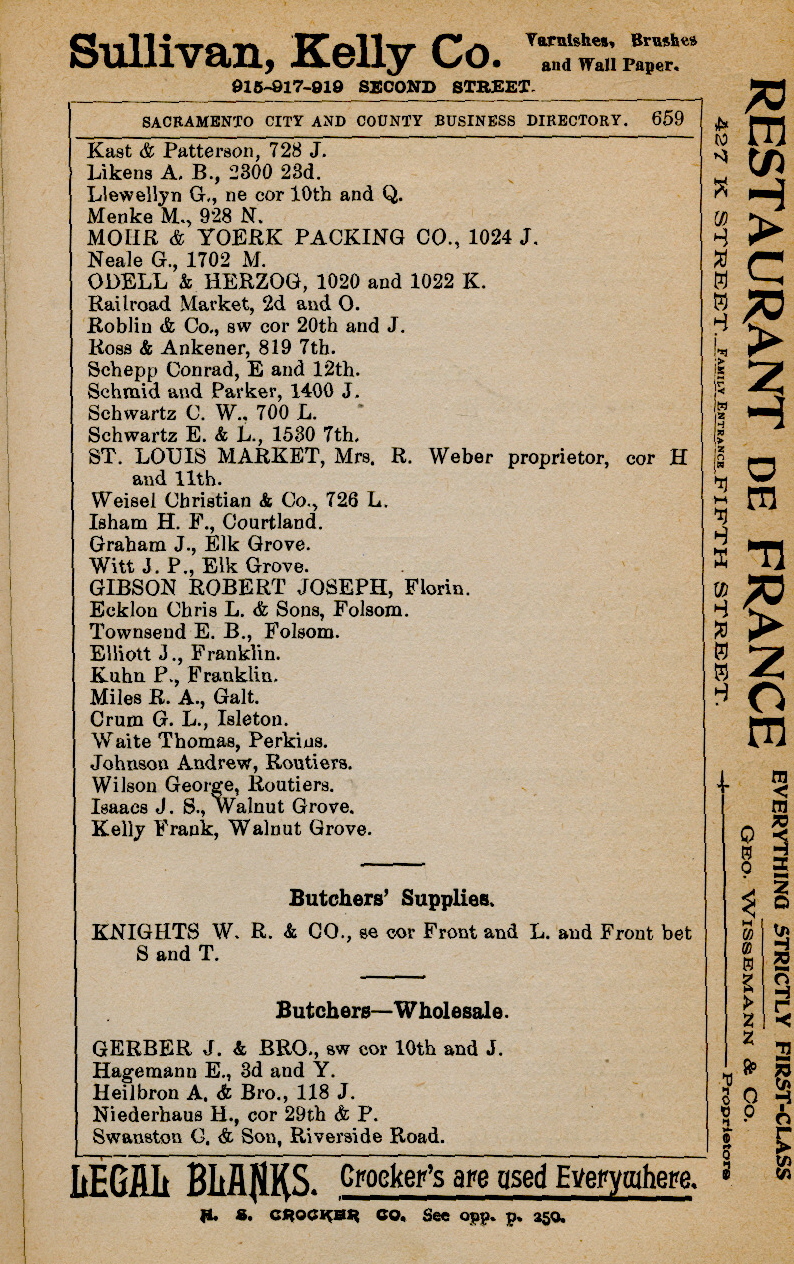 Sullivan, Kelly Co. Varnishes, Brushes
and Wall Paper.
915-917-919 SECOND STREET.
SACRAMENTO CITY AND COUNTY BUSINESS DIRECTORY. 659
Kast & Patterson, 728 J.
Likens A. B., 2300 23d.
Llewellyn G., ne cor 10th and Q.
Menke M., 928 N.
MOHR & YOERK PACKING CO., 1024 J.
Neale G., 1702 M.
ODELL & HERZOG, 1020 and 1022 K.
Railroad Market, 2d and O.
Roblin & Co., sw cor 20th and J.
Ross & Ankener, 819 7th.
Schepp Conrad, E and 12th.
Schmid and Parker, 1400 J.
Schwartz C. W., 700 L.
Schwartz E. & L., 1530 7th.
ST. LOUIS MARKET, Mrs. R. Weber proprietor, cor H
and 11th.
Weisel Christian & Co., 726 L.
Isham H. F., Courtland.
Graham J., Elk Grove.
Witt J. P., Elk Grove.
GIBSON ROBERT JOSEPH, Florin.
Ecklon Chris L. & Sons, Folsom.
Townsend E. B., Folsom.
Elliott J., Franklin.
Kuhn P., Franklin.
Miles R. A., Galt.
Crum G. L., Isleton.
Waite Thomas, Perkins.
Johnson Andrew, Routiers.
Wilson George, Routiers.
Isaacs J. S., Walnut Grove.
Kelly Frank, Walnut Grove.
Butchers' Supplies.
KNIGHTS W. R. & CO., se cor Front and L. and Front bet
S and T.
Butchers—Wholesale.
GERBER J. & BRO., sw cor 10th and J.
Hagemann E., 3d and Y.
Heilbron A. & Bro., 118 J.
Niederhaus H., cor 29th & P.
Swanston C. & Son, Riverside Road.
LEGAL BLANKS. Crocker's are used Everywhere.
H. S. CROCKER CO. See opp. p. 250.
RESTAURANT DE FRANCE
427 K STREET. FAMILY ENTRANCE FIFTH STREET.
EVERYTHING STRICTLY FIRST-CLASS
GEO. WISSEMANN & CO.
Proprietors